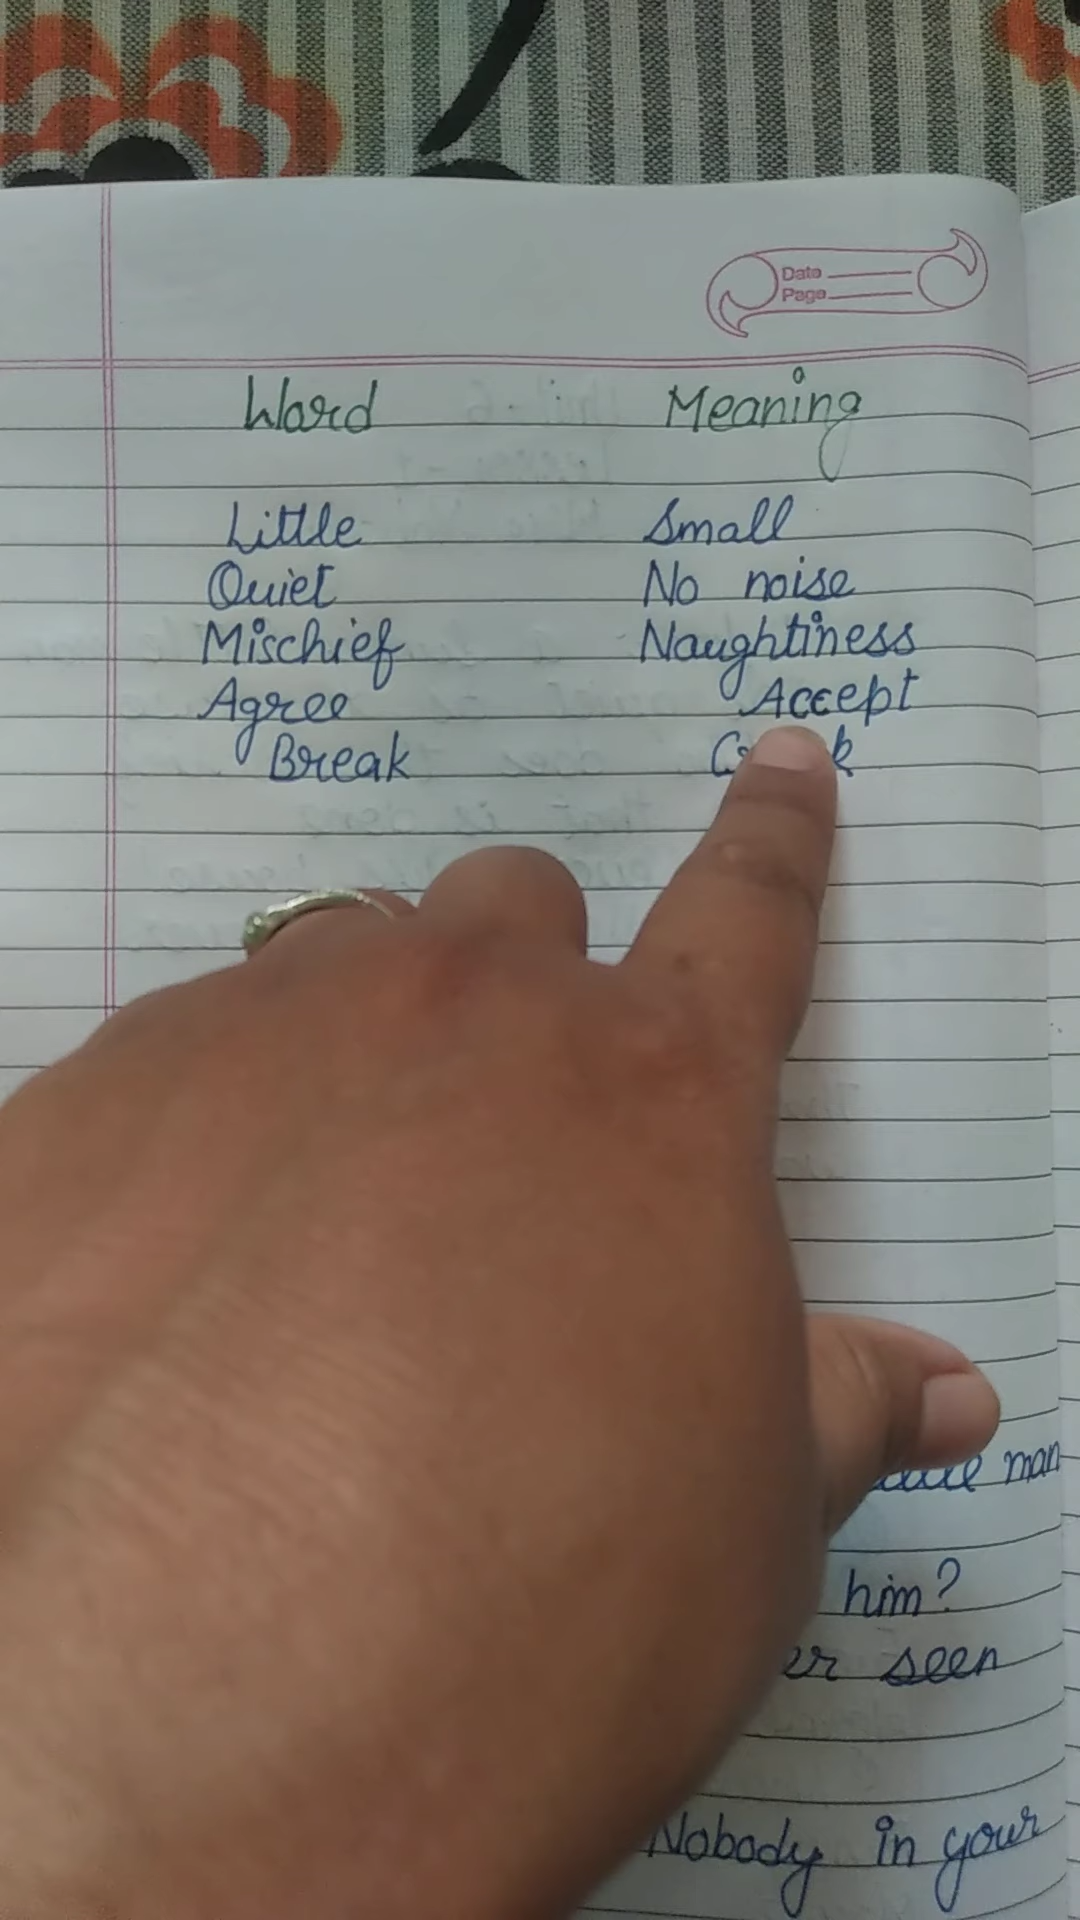 Date
Page
Word Meaning
Little Small
Quiet No noise
Mischief Naughtiness
Agree Accept
Break
man
him?
seen
Nobody in your